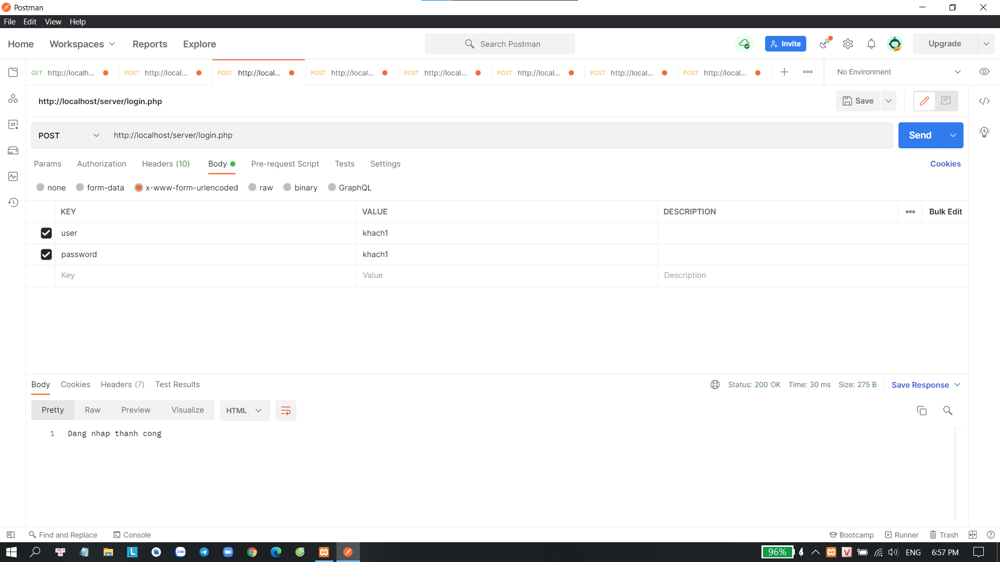 Postman
File Edit View Help
Home Workspaces Reports Explore Search Postman Invite Upgrade
GET http://localh... POST http://local... POST http://local... POST http://local... POST http://local... POST http://local... POST http://local... POST http://local... No Environment
http://localhost/server/login.php Save
POST http://localhost/server/login.php Send
Params Authorization Headers (10) Body Pre-request Script Tests Settings Cookies
none form-data x-www-form-urlencoded raw binary GraphQL
KEY VALUE DESCRIPTION Bulk Edit
user khach1
password khach1
Key Value Description
Body Cookies Headers (7) Test Results Status: 200 OK Time: 30 ms Size: 275 B Save Response
Pretty Raw Preview Visualize HTML
1 Dang nhap thanh cong
Find and Replace Console Bootcamp Runner Trash
L Zalo 96% V ENG 6:57 PM